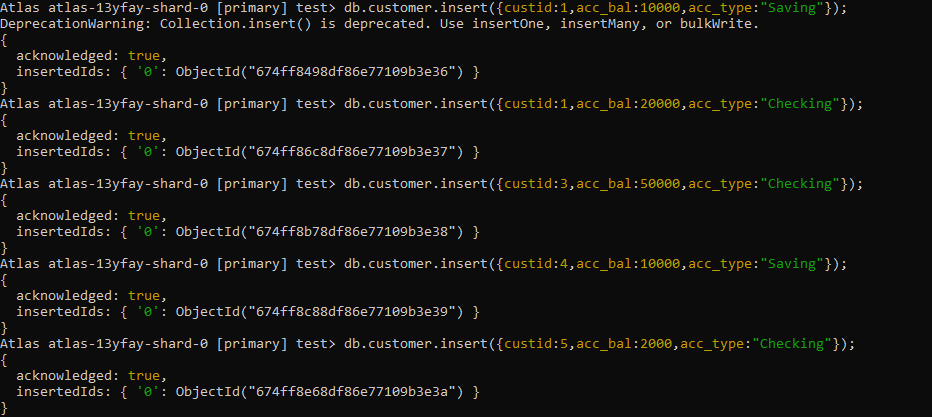 Atlas atlas-13yfay-shard-0 [primary] test> db.customer.insert({custid:1,acc_bal:10000,acc_type:"Saving"});
DeprecationWarning: Collection.insert() is deprecated. Use insertOne, insertMany, or bulkWrite.
{
  acknowledged: true,
  insertedIds: { '0': ObjectId("674ff8498df86e77109b3e36") }
}
Atlas atlas-13yfay-shard-0 [primary] test> db.customer.insert({custid:1,acc_bal:20000,acc_type:"Checking"});
{
  acknowledged: true,
  insertedIds: { '0': ObjectId("674ff86c8df86e77109b3e37") }
}
Atlas atlas-13yfay-shard-0 [primary] test> db.customer.insert({custid:3,acc_bal:50000,acc_type:"Checking"});
{
  acknowledged: true,
  insertedIds: { '0': ObjectId("674ff8b78df86e77109b3e38") }
}
Atlas atlas-13yfay-shard-0 [primary] test> db.customer.insert({custid:4,acc_bal:10000,acc_type:"Saving"});
{
  acknowledged: true,
  insertedIds: { '0': ObjectId("674ff8c88df86e77109b3e39") }
}
Atlas atlas-13yfay-shard-0 [primary] test> db.customer.insert({custid:5,acc_bal:2000,acc_type:"Checking"});
{
  acknowledged: true,
  insertedIds: { '0': ObjectId("674ff8e68df86e77109b3e3a") }
}